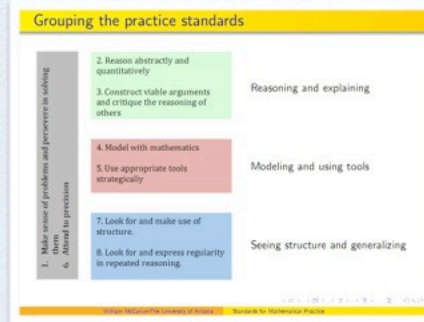 Grouping the practice standards
1. Make sense of problems and persevere in solving
them
6. Attend to precision
2. Reason abstractly and
quantitatively
3. Construct viable arguments
and critique the reasoning of
others
Reasoning and explaining
4. Model with mathematics
5. Use appropriate tools
strategically
Modeling and using tools
7. Look for and make use of
structure.
8. Look for and express regularity
in repeated reasoning.
Seeing structure and generalizing
William McCallum The University of Arizona
Standards for Mathematical Practice